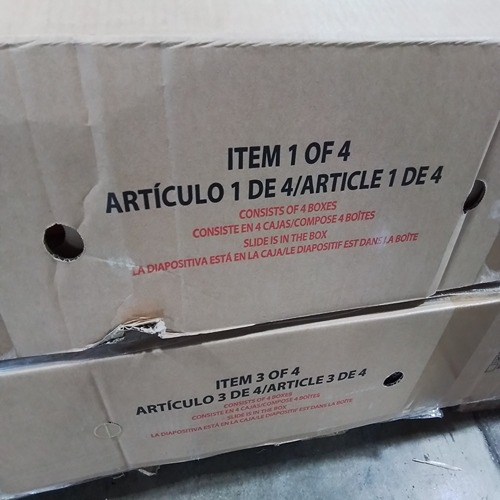 ITEM 1 OF 4
ARTÍCULO 1 DE 4/ARTICLE 1 DE 4
CONSISTS OF 4 BOXES
CONSISTE EN 4 CAJAS/COMPOSE 4 BOÎTES
SLIDE IS IN THE BOX
LA DIAPOSITIVA ESTÁ EN LA CAJA/LE DIAPOSITIF EST DANS LA BOÎTE
ITEM 3 OF 4
ARTÍCULO 3 DE 4/ARTICLE 3 DE 4
CONSISTS OF 4 BOXES
CONSISTE EN 4 CAJAS/COMPOSE 4 BOÎTES
SLIDE IS IN THE BOX
LA DIAPOSITIVA ESTÁ EN LA CAJA/LE DIAPOSITIF EST DANS LA BOÎTE